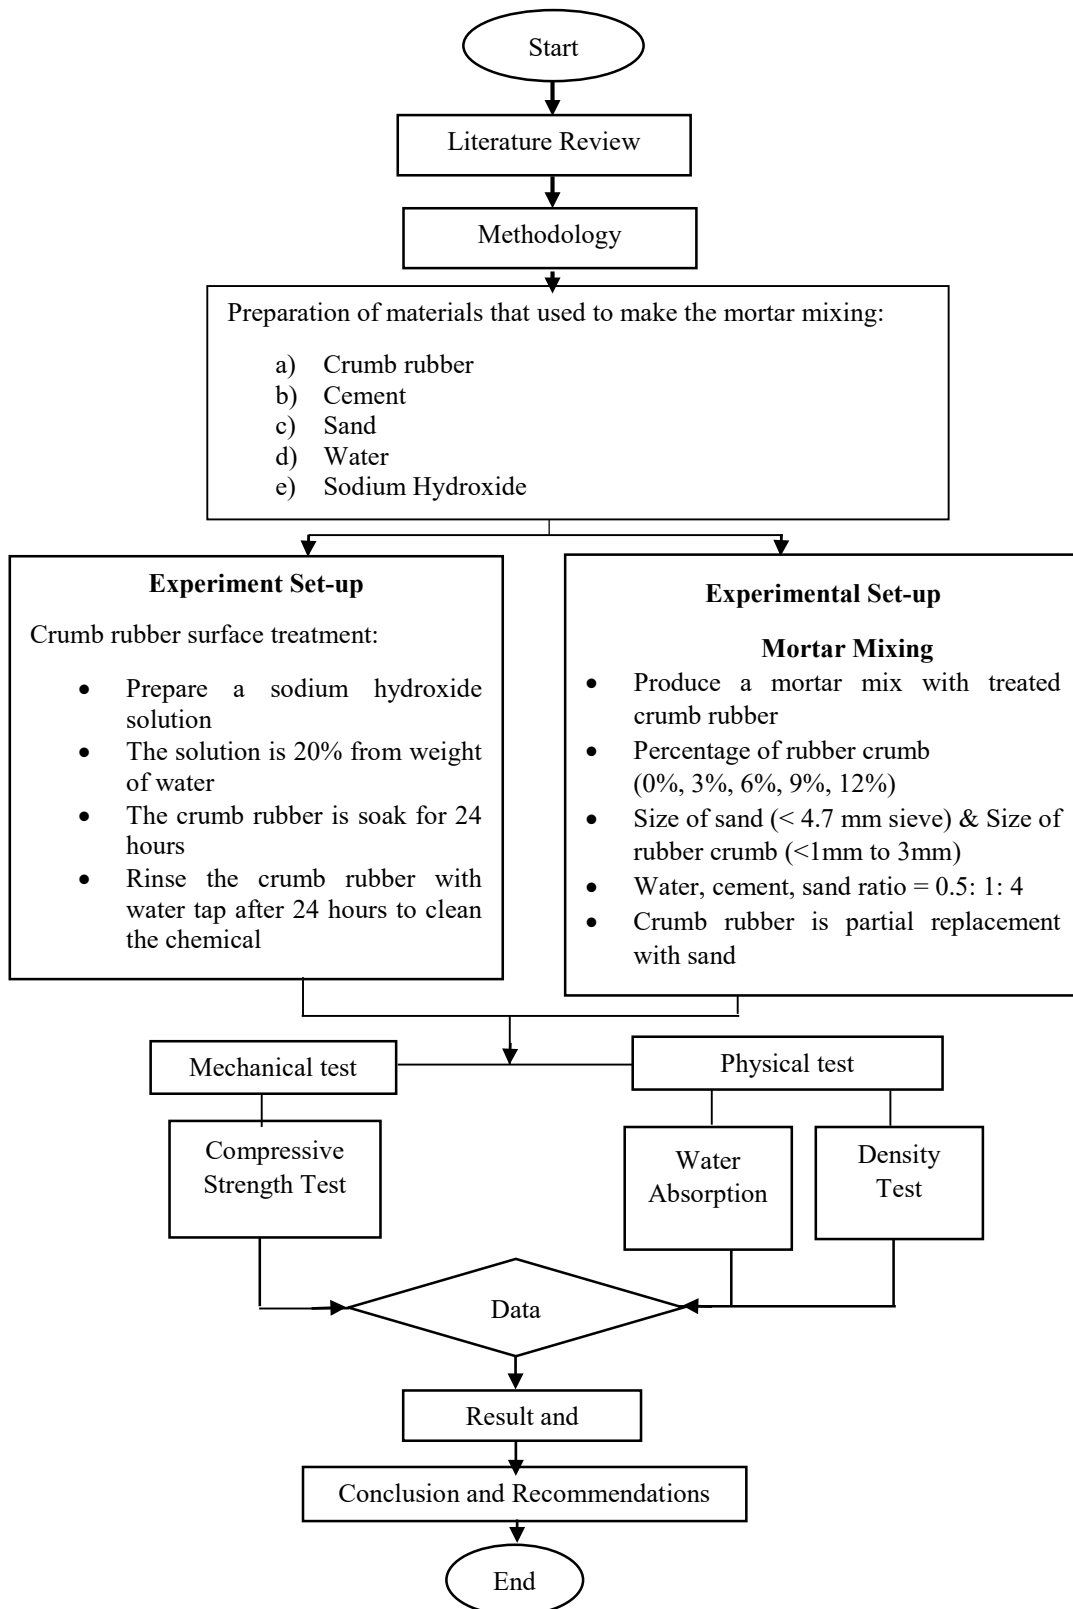 Start
Literature Review
Methodology
Preparation of materials that used to make the mortar mixing:
a) Crumb rubber
b) Cement
c) Sand
d) Water
e) Sodium Hydroxide
Experiment Set-up
Crumb rubber surface treatment:
• Prepare a sodium hydroxide
solution
• The solution is 20% from weight
of water
• The crumb rubber is soak for 24
hours
• Rinse the crumb rubber with
water tap after 24 hours to clean
the chemical
Experimental Set-up
Mortar Mixing
• Produce a mortar mix with treated
crumb rubber
• Percentage of rubber crumb
(0%, 3%, 6%, 9%, 12%)
• Size of sand (< 4.7 mm sieve) & Size of
rubber crumb (<1mm to 3mm)
• Water, cement, sand ratio = 0.5: 1: 4
• Crumb rubber is partial replacement
with sand
Mechanical test
Physical test
Compressive
Strength Test
Water
Absorption
Density
Test
Data
Result and
Conclusion and Recommendations
End